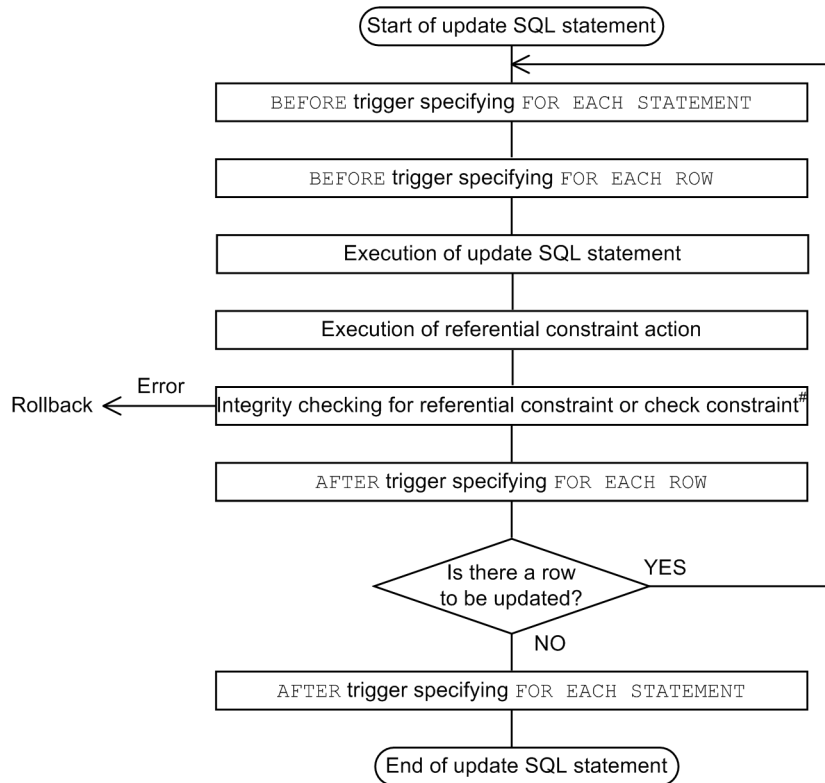 Start of update SQL statement
BEFORE trigger specifying FOR EACH STATEMENT
BEFORE trigger specifying FOR EACH ROW
Execution of update SQL statement
Execution of referential constraint action
Error
Rollback
Integrity checking for referential constraint or check constraint#
AFTER trigger specifying FOR EACH ROW
Is there a row
to be updated?
YES
NO
AFTER trigger specifying FOR EACH STATEMENT
End of update SQL statement